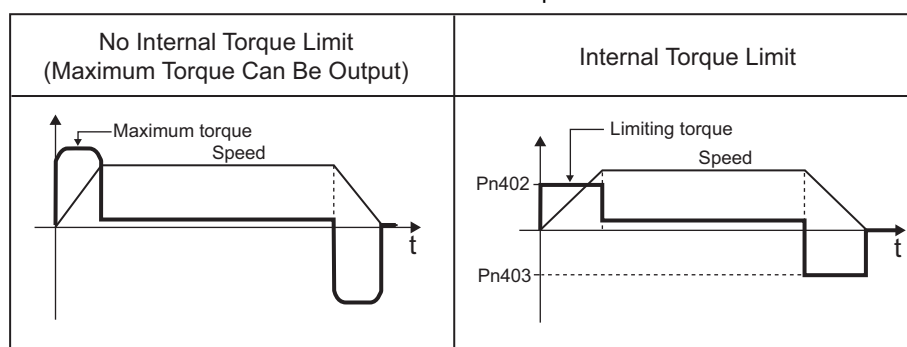 No Internal Torque Limit
(Maximum Torque Can Be Output)
Internal Torque Limit
Maximum torque
Speed
t
Limiting torque
Speed
Pn402
t
Pn403